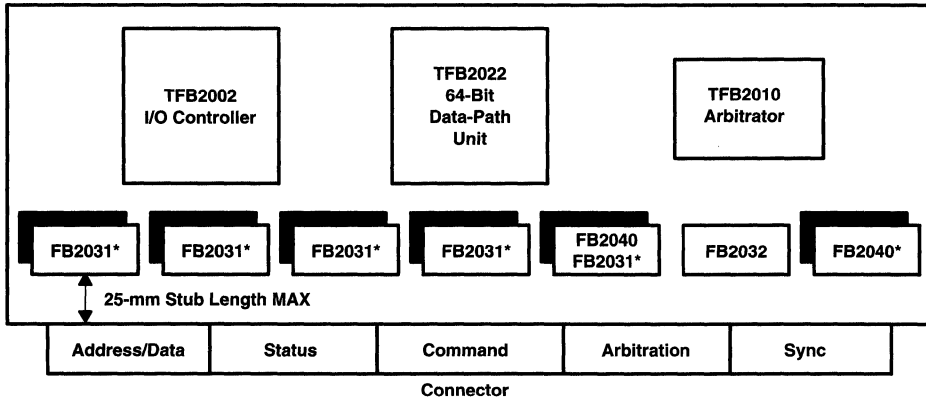 TFB2002
I/O Controller
TFB2022
64-Bit
Data-Path
Unit
TFB2010
Arbitrator
FB2031*
FB2031*
FB2031*
FB2031*
FB2040
FB2031*
FB2032
FB2040*
25-mm Stub Length MAX
Address/Data
Status
Command
Arbitration
Sync
Connector